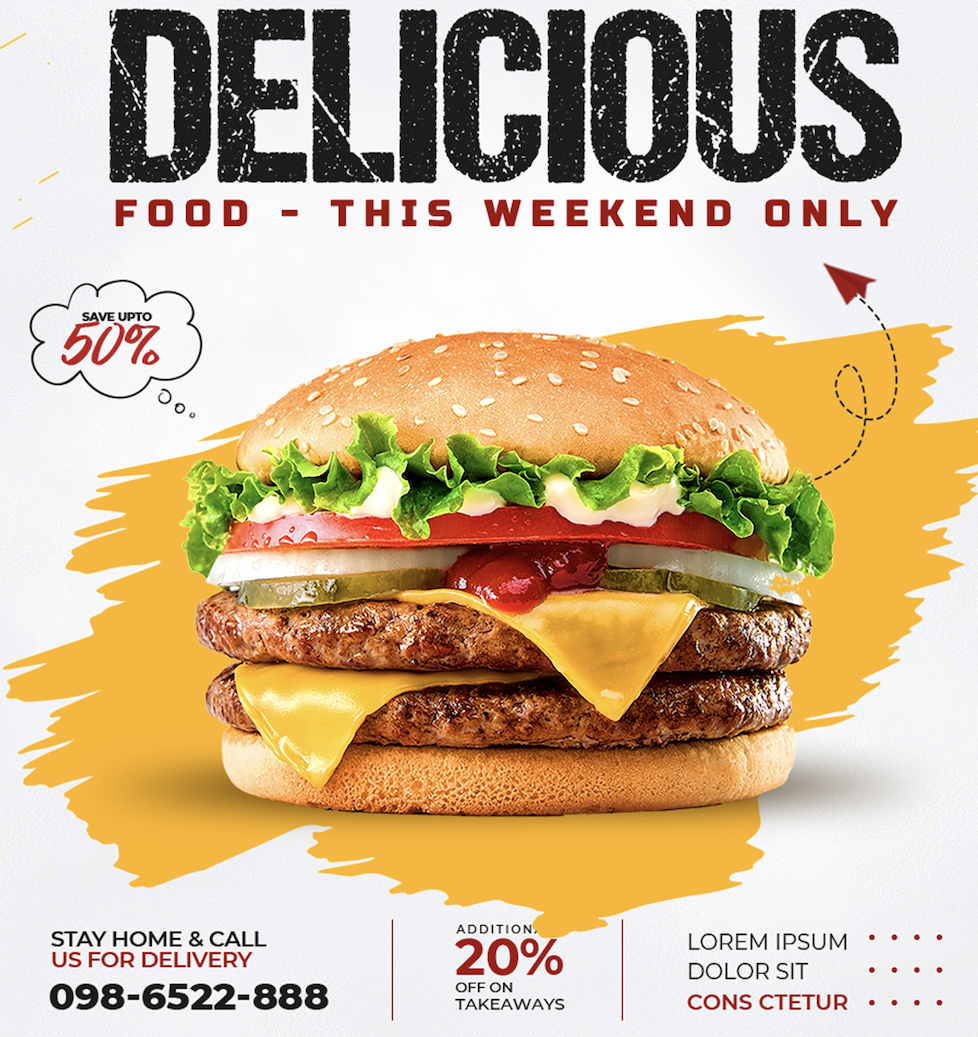 DELICIOUS
FOOD - THIS WEEKEND ONLY
SAVE UPTO
50%
STAY HOME & CALL
US FOR DELIVERY
098-6522-888
20%
OFF ON
TAKEAWAYS
LOREM IPSUM
DOLOR SIT
CONS CTETUR